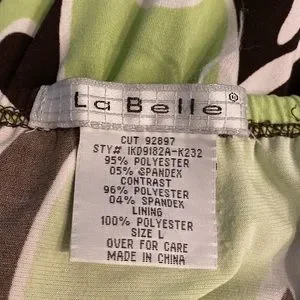 La Belle ®
CUT 92897
STY# IKD9182A-K232
95% POLYESTER
05% SPANDEX
CONTRAST
96% POLYESTER
04% SPANDEX
LINING
100% POLYESTER
SIZE L
OVER FOR CARE
MADE IN CHINA